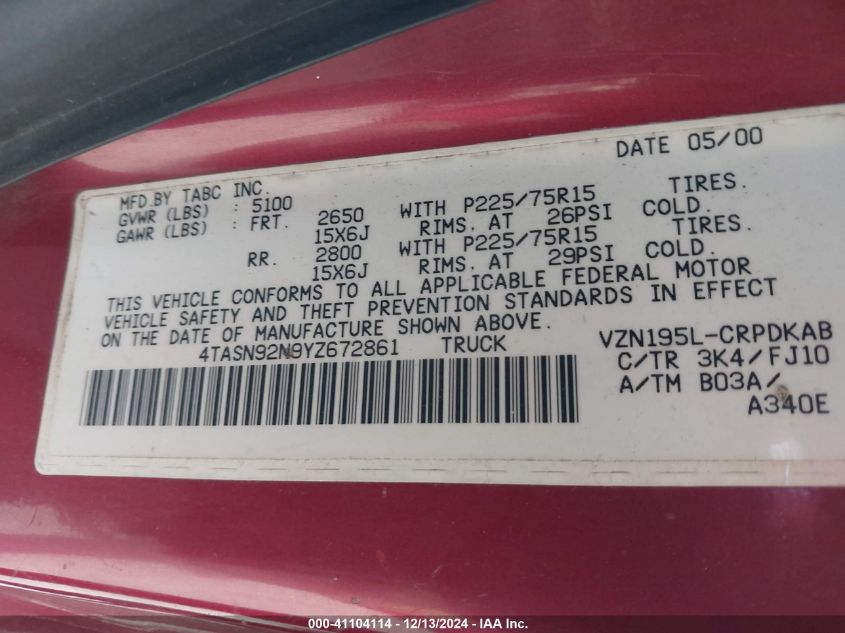 DATE 05/00
MFD.BY TABC INC.
GVWR (LBS) : 5100
GAWR (LBS) : FRT. 2650 WITH P225/75R15 TIRES.
15X6J RIMS. AT 26PSI COLD.
RR. 2800 WITH P225/75R15 TIRES.
15X6J RIMS. AT 29PSI COLD.
THIS VEHICLE CONFORMS TO ALL APPLICABLE FEDERAL MOTOR
VEHICLE SAFETY AND THEFT PREVENTION STANDARDS IN EFFECT
ON THE DATE OF MANUFACTURE SHOWN ABOVE.
4TASN92N9YZ672861 TRUCK
VZN195L-CRPDKAB
C/TR 3K4/FJ10
A/TM B03A/
A340E
000-41104114 - 12/13/2024 - IAA Inc.